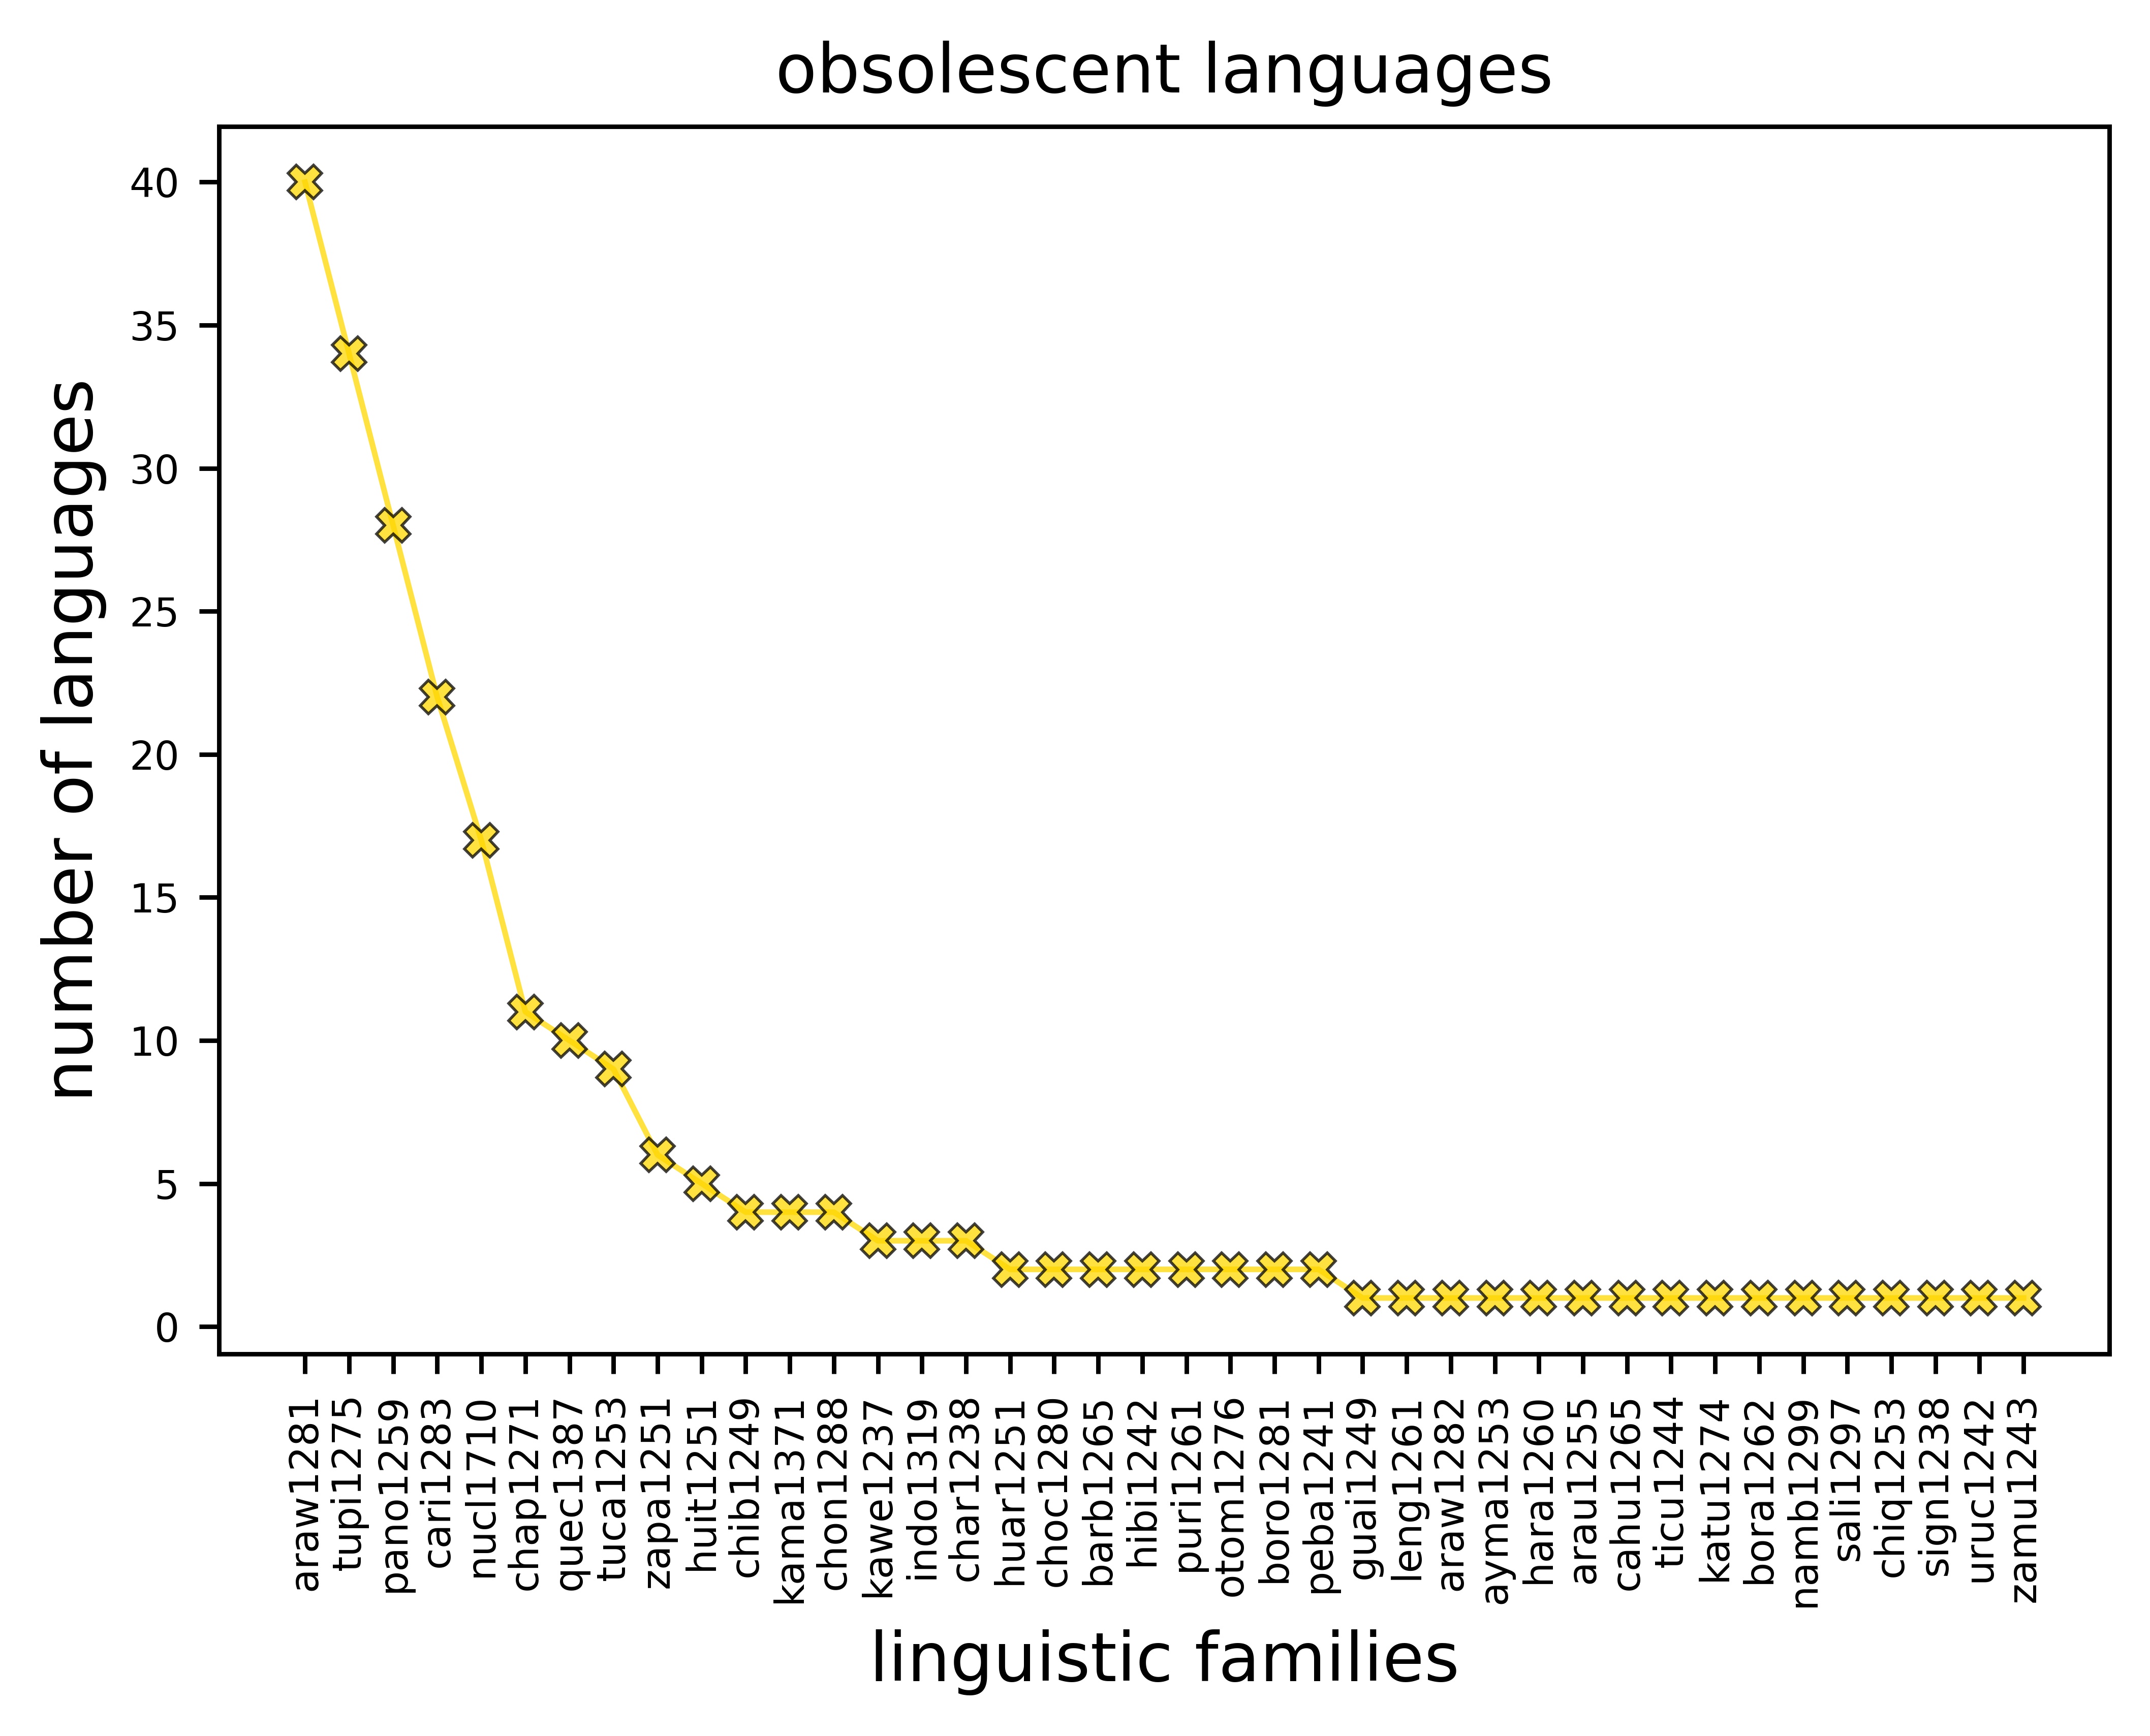 obsolescent languages
number of languages
40
35
30
25
20
15
10
5
0
araw1281
tupi1275
pano1259
cari1283
nucl1710
chap1271
quec1387
tuca1253
zapa1251
huit1251
chib1249
kama1371
chon1288
kawe1237
indo1319
char1238
huar1251
choc1280
barb1265
hibi1242
puri1261
otom1276
boro1281
peba1241
guai1249
leng1261
araw1282
ayma1253
hara1260
arau1255
cahu1265
ticu1244
katu1274
bora1262
namb1299
sali1297
chiq1253
sign1238
uruc1242
zamu1243
linguistic families